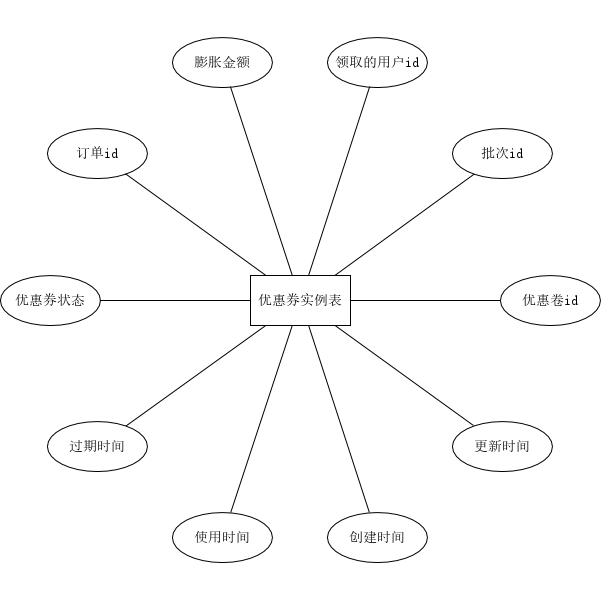 膨胀金额
领取的用户id
订单id
批次id
优惠券状态
优惠券实例表
优惠卷id
过期时间
更新时间
使用时间
创建时间